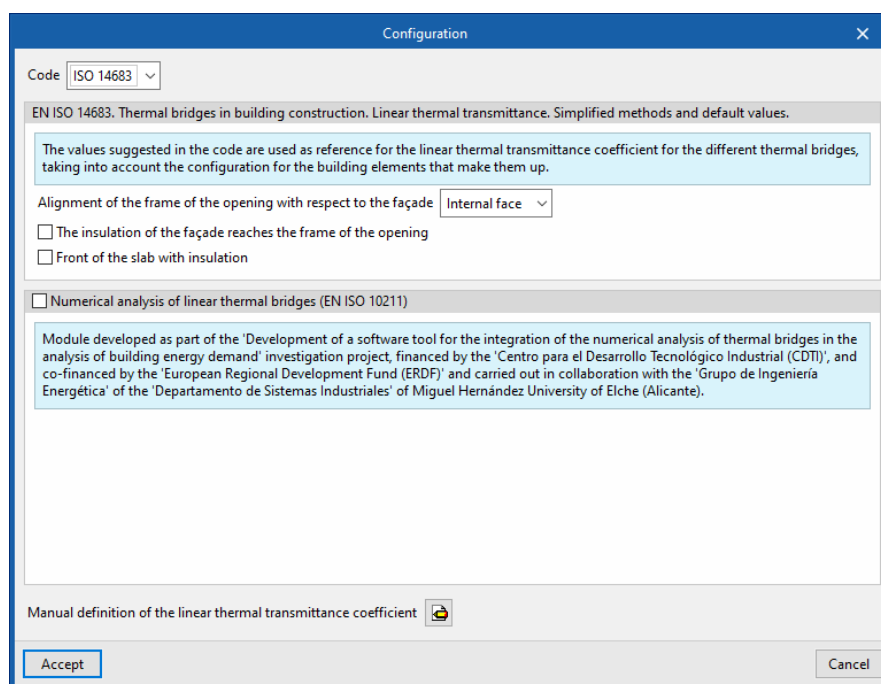 Configuration
Code ISO 14683
EN ISO 14683. Thermal bridges in building construction. Linear thermal transmittance. Simplified methods and default values.
The values suggested in the code are used as reference for the linear thermal transmittance coefficient for the different thermal bridges,
taking into account the configuration for the building elements that make them up.
Alignment of the frame of the opening with respect to the façade Internal face
The insulation of the façade reaches the frame of the opening
Front of the slab with insulation
Numerical analysis of linear thermal bridges (EN ISO 10211)
Module developed as part of the 'Development of a software tool for the integration of the numerical analysis of thermal bridges in the
analysis of building energy demand' investigation project, financed by the 'Centro para el Desarrollo Tecnológico Industrial (CDTI)', and
co-financed by the 'European Regional Development Fund (ERDF)' and carried out in collaboration with the 'Grupo de Ingeniería
Energética' of the 'Departamento de Sistemas Industriales' of Miguel Hernández University of Elche (Alicante).
Manual definition of the linear thermal transmittance coefficient
Accept Cancel